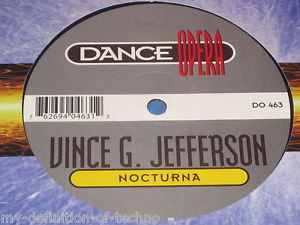 DANCE OPERA
DO 463
7 62694 04631 2
VINCE G. JEFFERSON
NOCTURNA
my-definition-of-techno